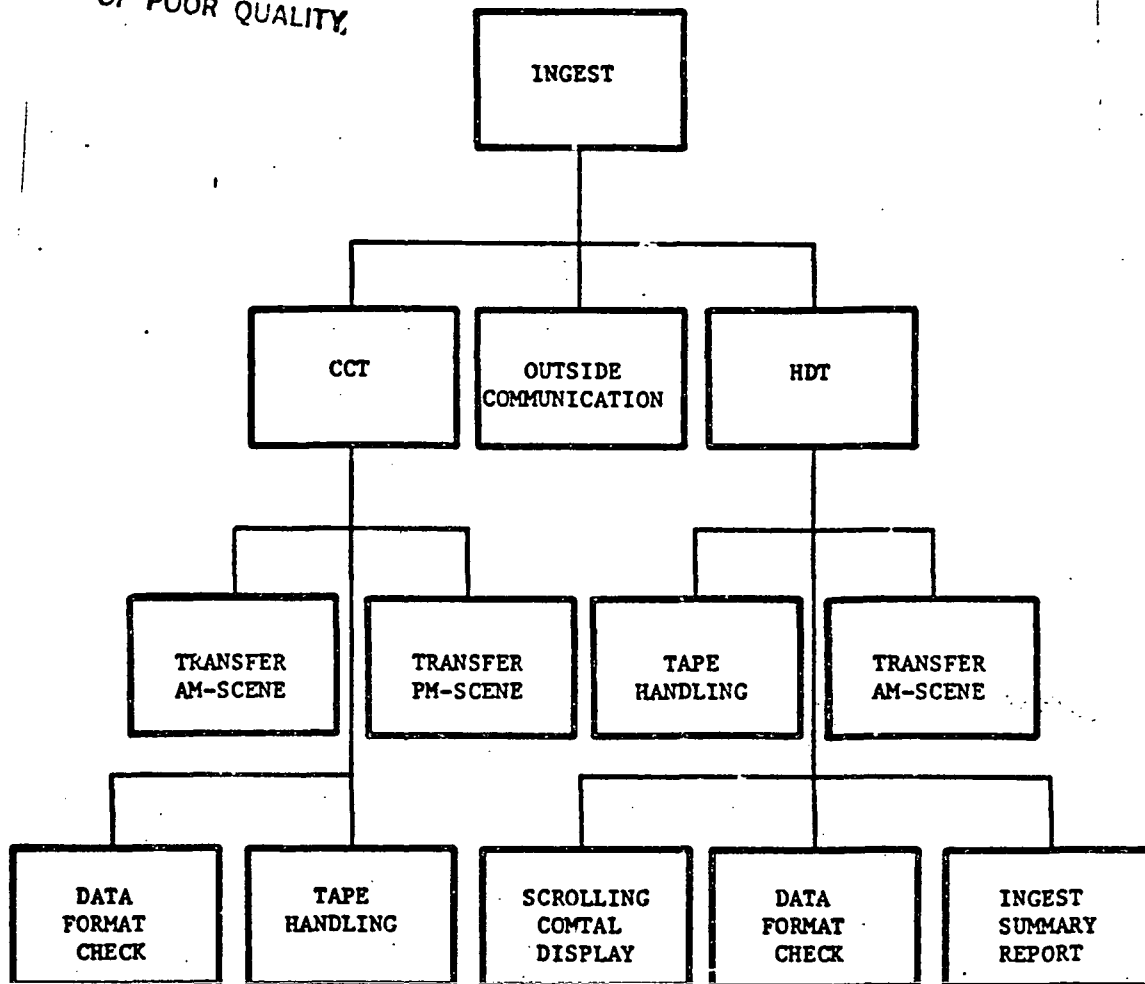 OF POOR QUALITY
INGEST
CCT
OUTSIDE
COMMUNICATION
HDT
TRANSFER
AM-SCENE
TRANSFER
PM-SCENE
TAPE
HANDLING
TRANSFER
AM-SCENE
DATA
FORMAT
CHECK
TAPE
HANDLING
SCROLLING
COMTAL
DISPLAY
DATA
FORMAT
CHECK
INGEST
SUMMARY
REPORT